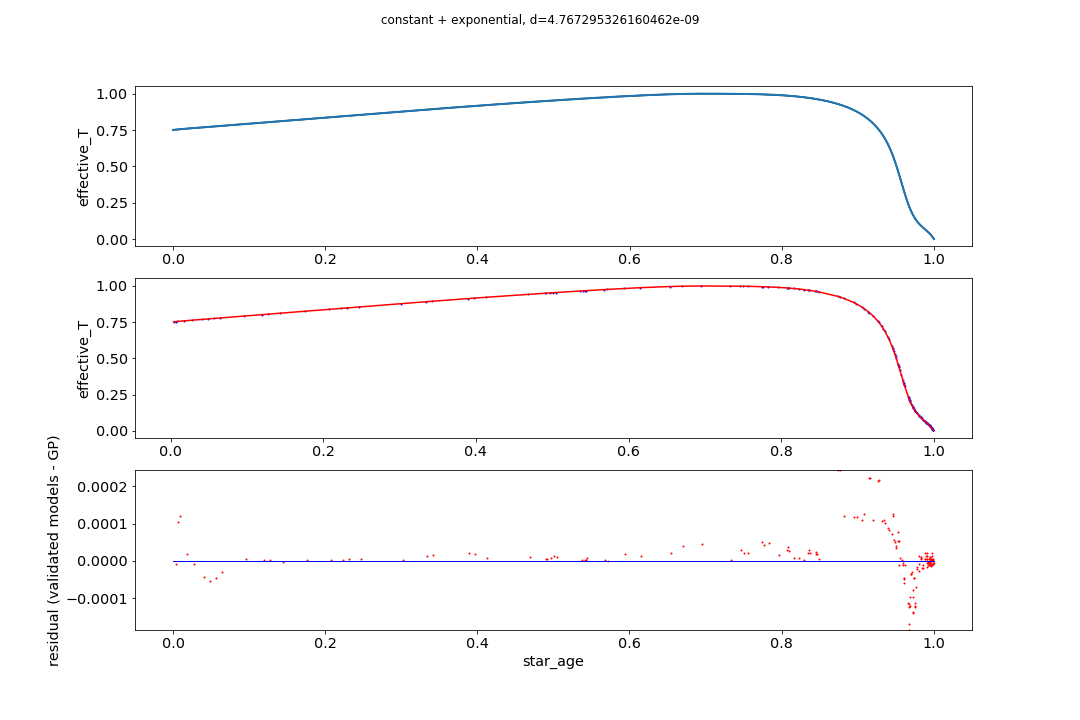 constant + exponential, d=4.767295326160462e-09
effective_T
1.00
0.75
0.50
0.25
0.00
0.0 0.2 0.4 0.6 0.8 1.0
effective_T
1.00
0.75
0.50
0.25
0.00
0.0 0.2 0.4 0.6 0.8 1.0
residual (validated models - GP)
0.0002
0.0001
0.0000
−0.0001
0.0 0.2 0.4 0.6 0.8 1.0
star_age